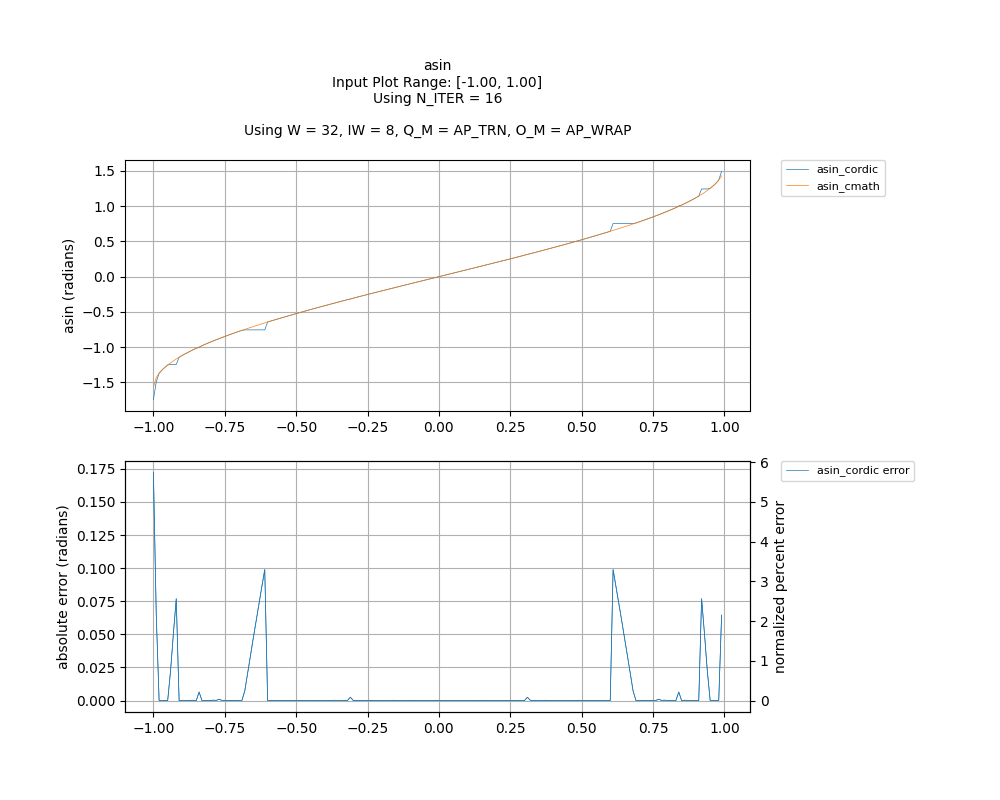 asin
Input Plot Range: [-1.00, 1.00]
Using N_ITER = 16
Using W = 32, IW = 8, Q_M = AP_TRN, O_M = AP_WRAP
asin (radians)
1.5
1.0
0.5
0.0
−0.5
−1.0
−1.5
−1.00 −0.75 −0.50 −0.25 0.00 0.25 0.50 0.75 1.00
asin_cordic
asin_cmath
absolute error (radians)
0.175
0.150
0.125
0.100
0.075
0.050
0.025
0.000
−1.00 −0.75 −0.50 −0.25 0.00 0.25 0.50 0.75 1.00
6
5
4
3
2
1
0
normalized percent error
asin_cordic error